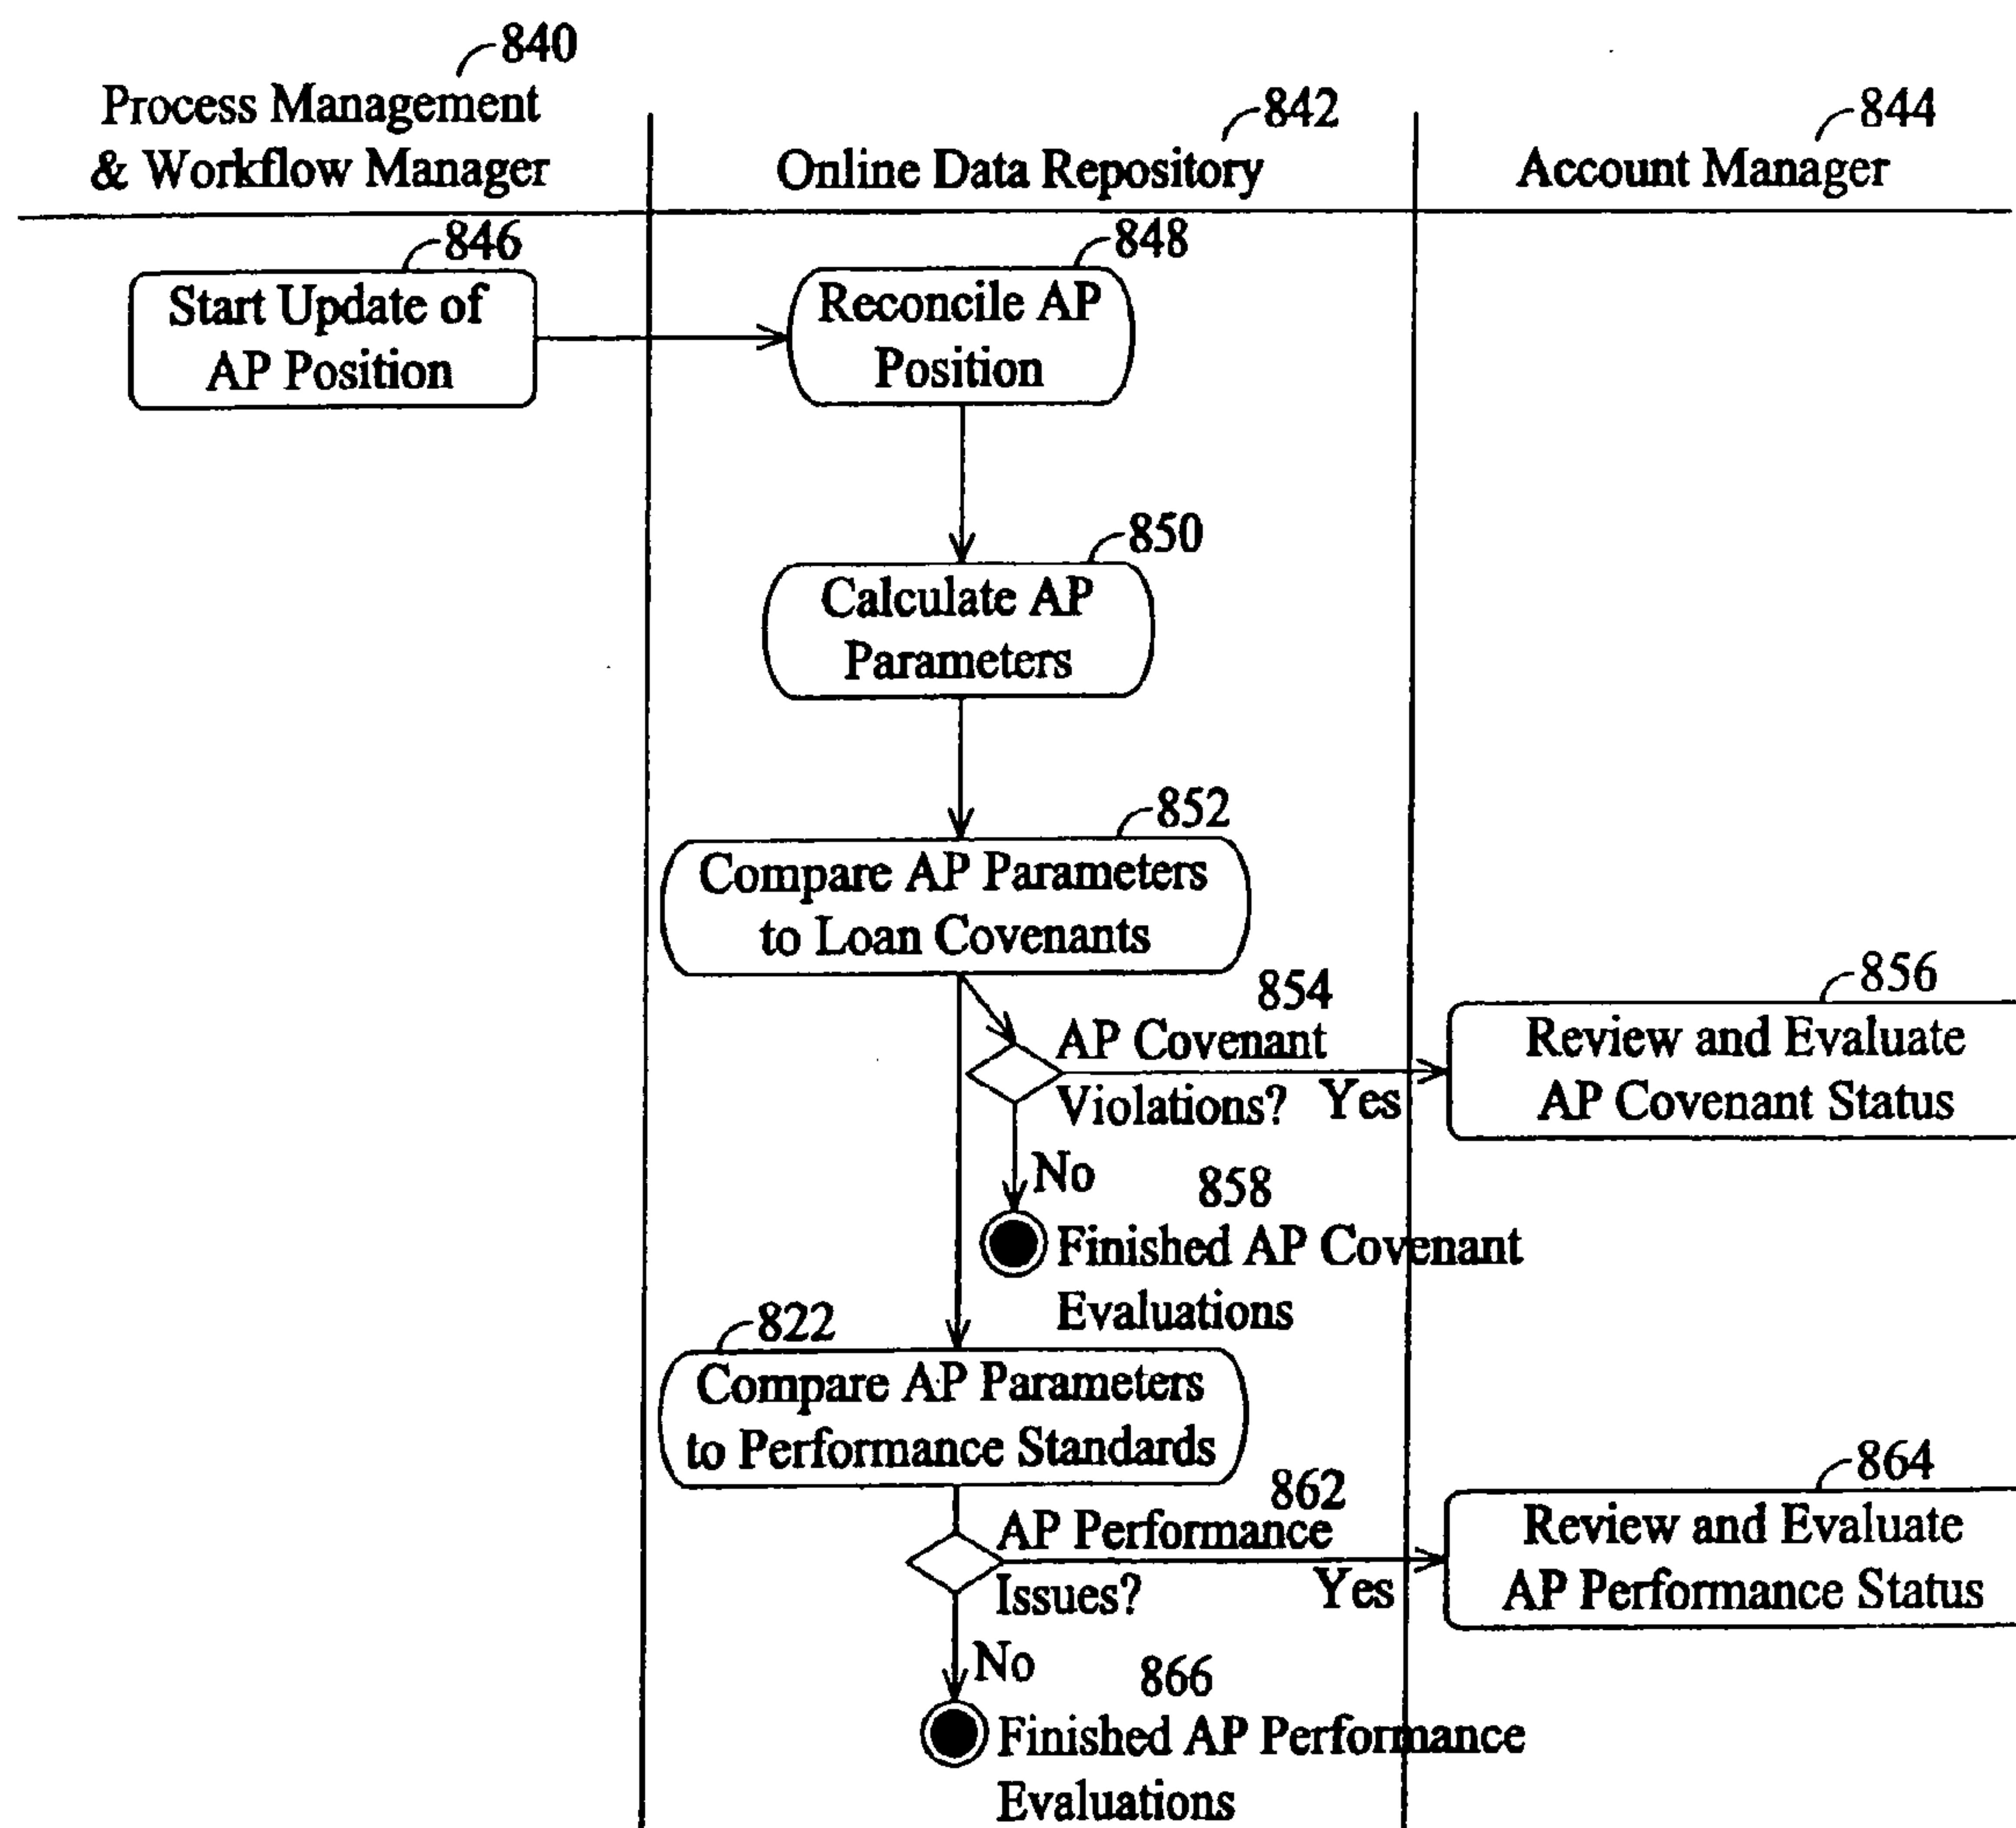 840
Process Management
& Workflow Manager
842
Online Data Repository
844
Account Manager
846
Start Update of
AP Position
848
Reconcile AP
Position
850
Calculate AP
Parameters
852
Compare AP Parameters
to Loan Covenants
854
AP Covenant
Violations? Yes
856
Review and Evaluate
AP Covenant Status
No
858
Finished AP Covenant
Evaluations
822
Compare AP Parameters
to Performance Standards
862
AP Performance
Issues? Yes
864
Review and Evaluate
AP Performance Status
No
866
Finished AP Performance
Evaluations